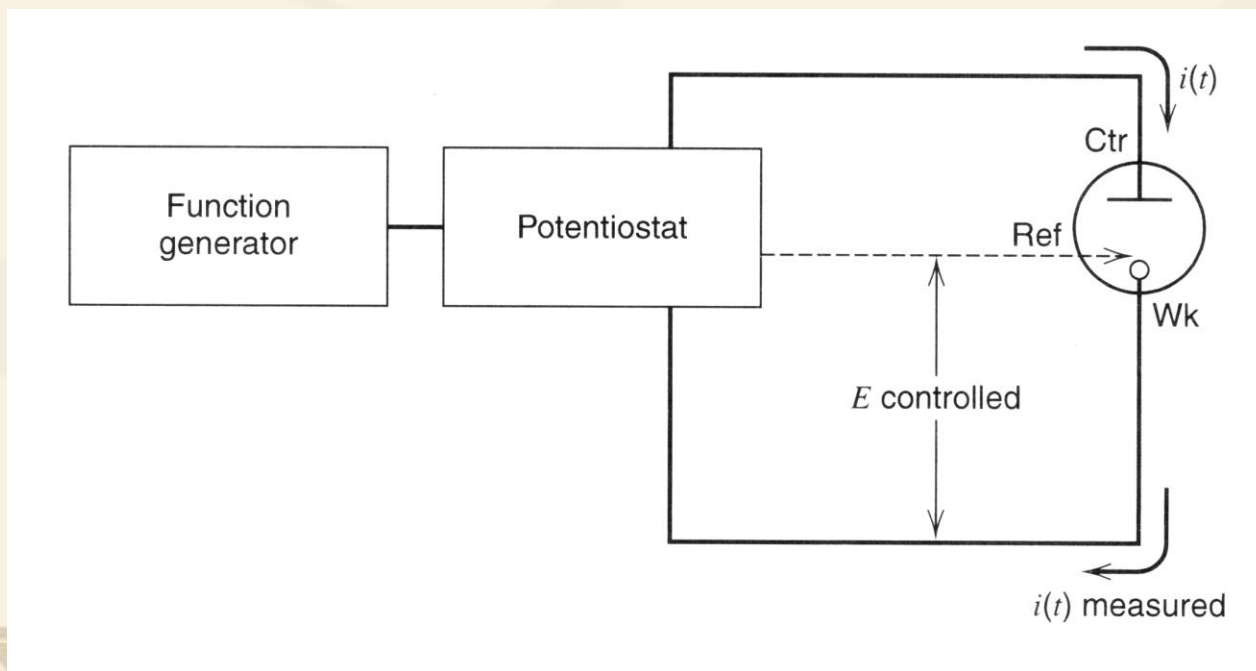 i(t)
Ctr
Function
generator
Potentiostat
Ref
Wk
E controlled
i(t) measured